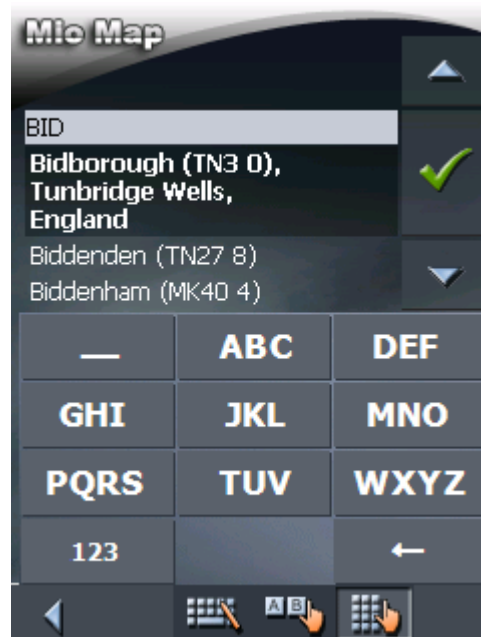 Mio Map
BID
Bidborough (TN3 0),
Tunbridge Wells,
England
Biddenden (TN27 8)
Biddenham (MK40 4)
ABC
DEF
GHI
JKL
MNO
PQRS
TUV
WXYZ
123
A B